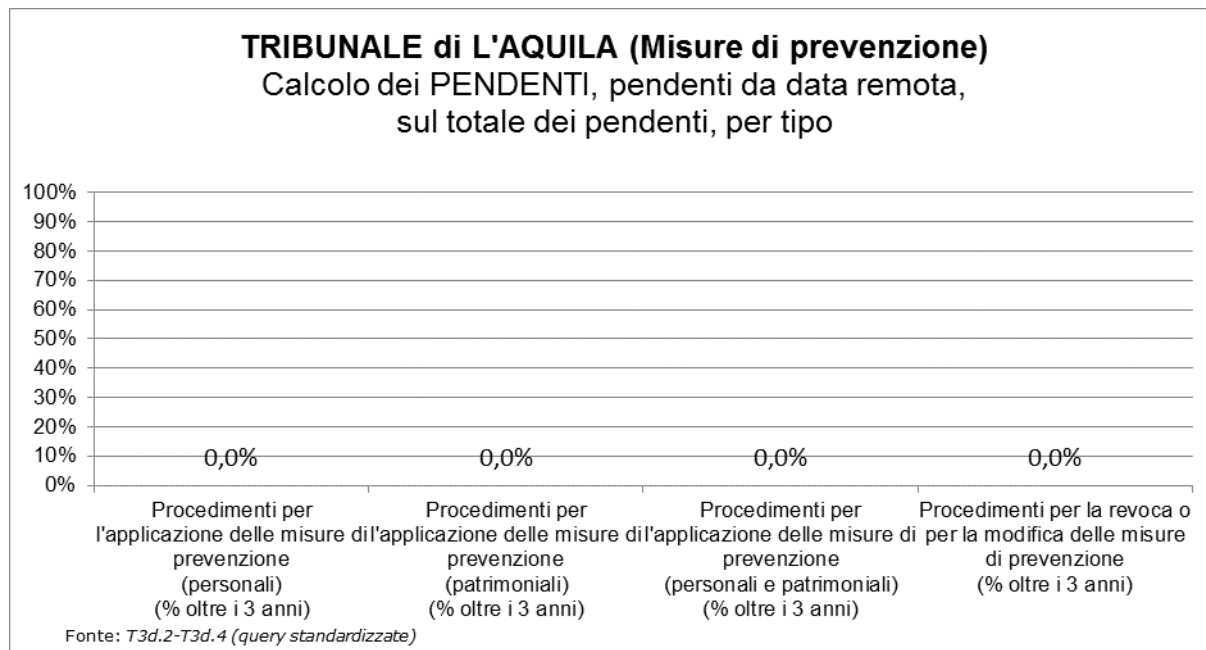 TRIBUNALE di L'AQUILA (Misure di prevenzione)
Calcolo dei PENDENTI, pendenti da data remota,
sul totale dei pendenti, per tipo
100%
90%
80%
70%
60%
50%
40%
30%
20%
10%
0%
0,0%
0,0%
0,0%
0,0%
Procedimenti per
l'applicazione delle misure di
prevenzione
(personali)
(% oltre i 3 anni)
Procedimenti per
l'applicazione delle misure di
prevenzione
(patrimoniali)
(% oltre i 3 anni)
Procedimenti per
l'applicazione delle misure di
prevenzione
(personali e patrimoniali)
(% oltre i 3 anni)
Procedimenti per la revoca o
per la modifica delle misure
di prevenzione
(% oltre i 3 anni)
Fonte: T3d.2-T3d.4 (query standardizzate)